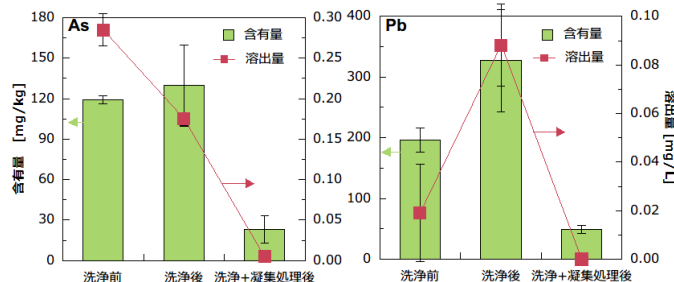 As
含有量
溶出量
180
150
120
90
60
30
0
0.30
0.25
0.20
0.15
0.10
0.05
0.00
含有量 [mg/kg]
洗浄前
洗浄後
洗浄+凝集処理後
Pb
含有量
溶出量
400
300
200
100
0
0.10
0.08
0.06
0.04
0.02
0.00
溶出量 [mg/L]
洗浄前
洗浄後
洗浄+凝集処理後